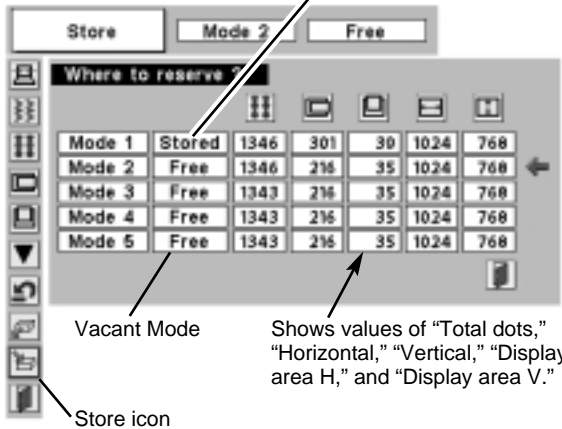 Store Mode 2 Free
Where to reserve ?
Mode 1 Stored 1346 301 30 1024 768
Mode 2 Free 1346 216 35 1024 768
Mode 3 Free 1343 216 35 1024 768
Mode 4 Free 1343 216 35 1024 768
Mode 5 Free 1343 216 35 1024 768
Vacant Mode
Shows values of “Total dots,”
“Horizontal,” “Vertical,” “Display
area H,” and “Display area V.”
Store icon